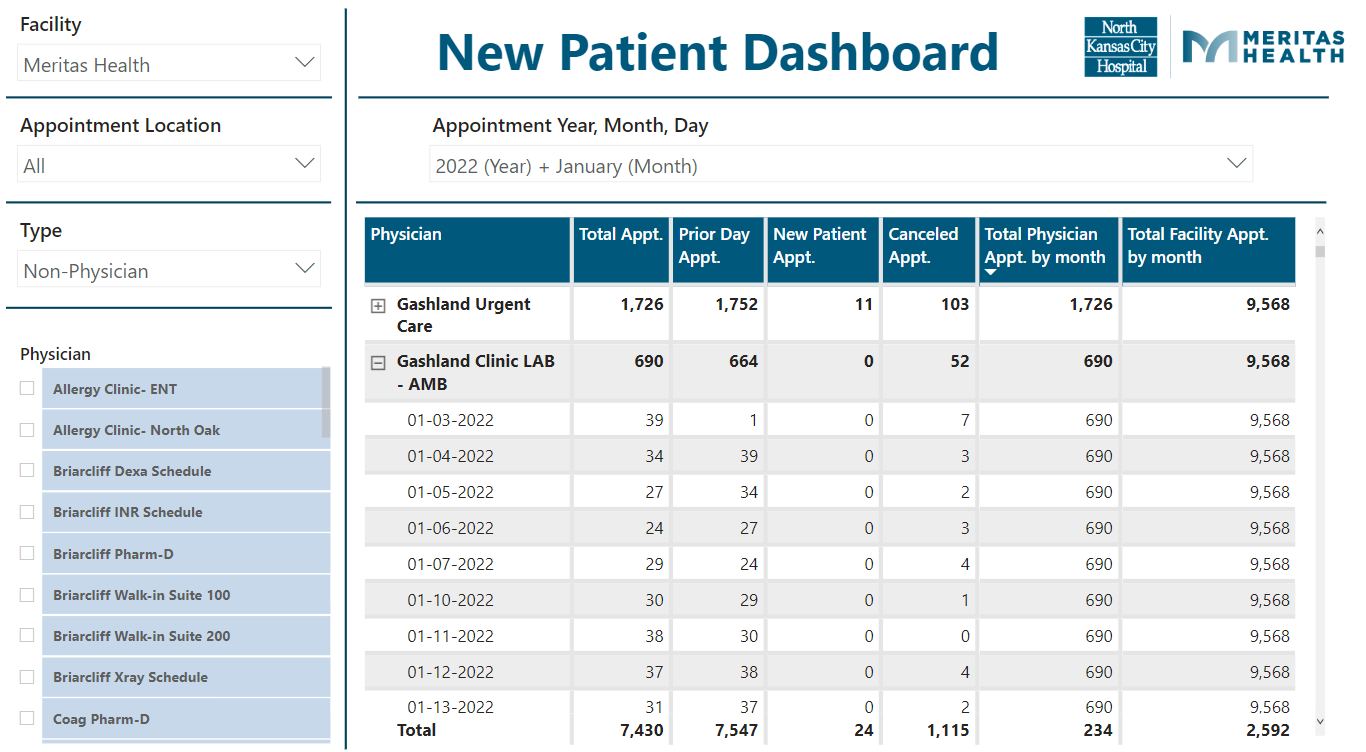 Facility
Meritas Health
Appointment Location
All
Type
Non-Physician
Physician
Allergy Clinic- ENT
Allergy Clinic- North Oak
Briarcliff Dexa Schedule
Briarcliff INR Schedule
Briarcliff Pharm-D
Briarcliff Walk-in Suite 100
Briarcliff Walk-in Suite 200
Briarcliff Xray Schedule
Coag Pharm-D
New Patient Dashboard
North
KansasCity
Hospital
MERITAS
HEALTH
Appointment Year, Month, Day
2022 (Year) + January (Month)
Physician Total Appt. Prior Day Appt. New Patient Appt. Canceled Appt. Total Physician Appt. by month Total Facility Appt. by month
Gashland Urgent Care 1,726 1,752 11 103 1,726 9,568
Gashland Clinic LAB - AMB 690 664 0 52 690 9,568
01-03-2022 39 1 0 7 690 9,568
01-04-2022 34 39 0 3 690 9,568
01-05-2022 27 34 0 2 690 9,568
01-06-2022 24 27 0 3 690 9,568
01-07-2022 29 24 0 4 690 9,568
01-10-2022 30 29 0 1 690 9,568
01-11-2022 38 30 0 0 690 9,568
01-12-2022 37 38 0 4 690 9,568
01-13-2022 31 37 0 2 690 9,568
Total 7,430 7,547 24 1,115 234 2,592